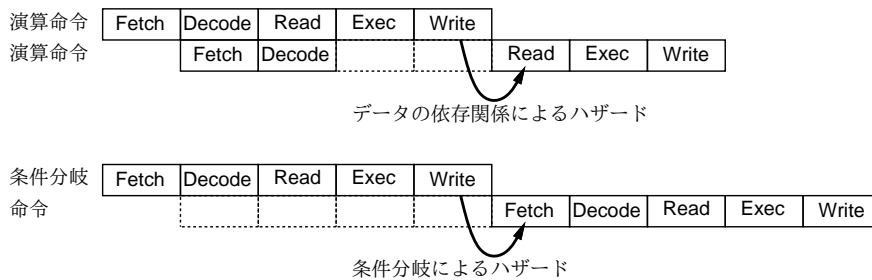 演算命令 Fetch Decode Read Exec Write
演算命令 Fetch Decode Read Exec Write
データの依存関係によるハザード
条件分岐 Fetch Decode Read Exec Write
命令 Fetch Decode Read Exec Write
条件分岐によるハザード